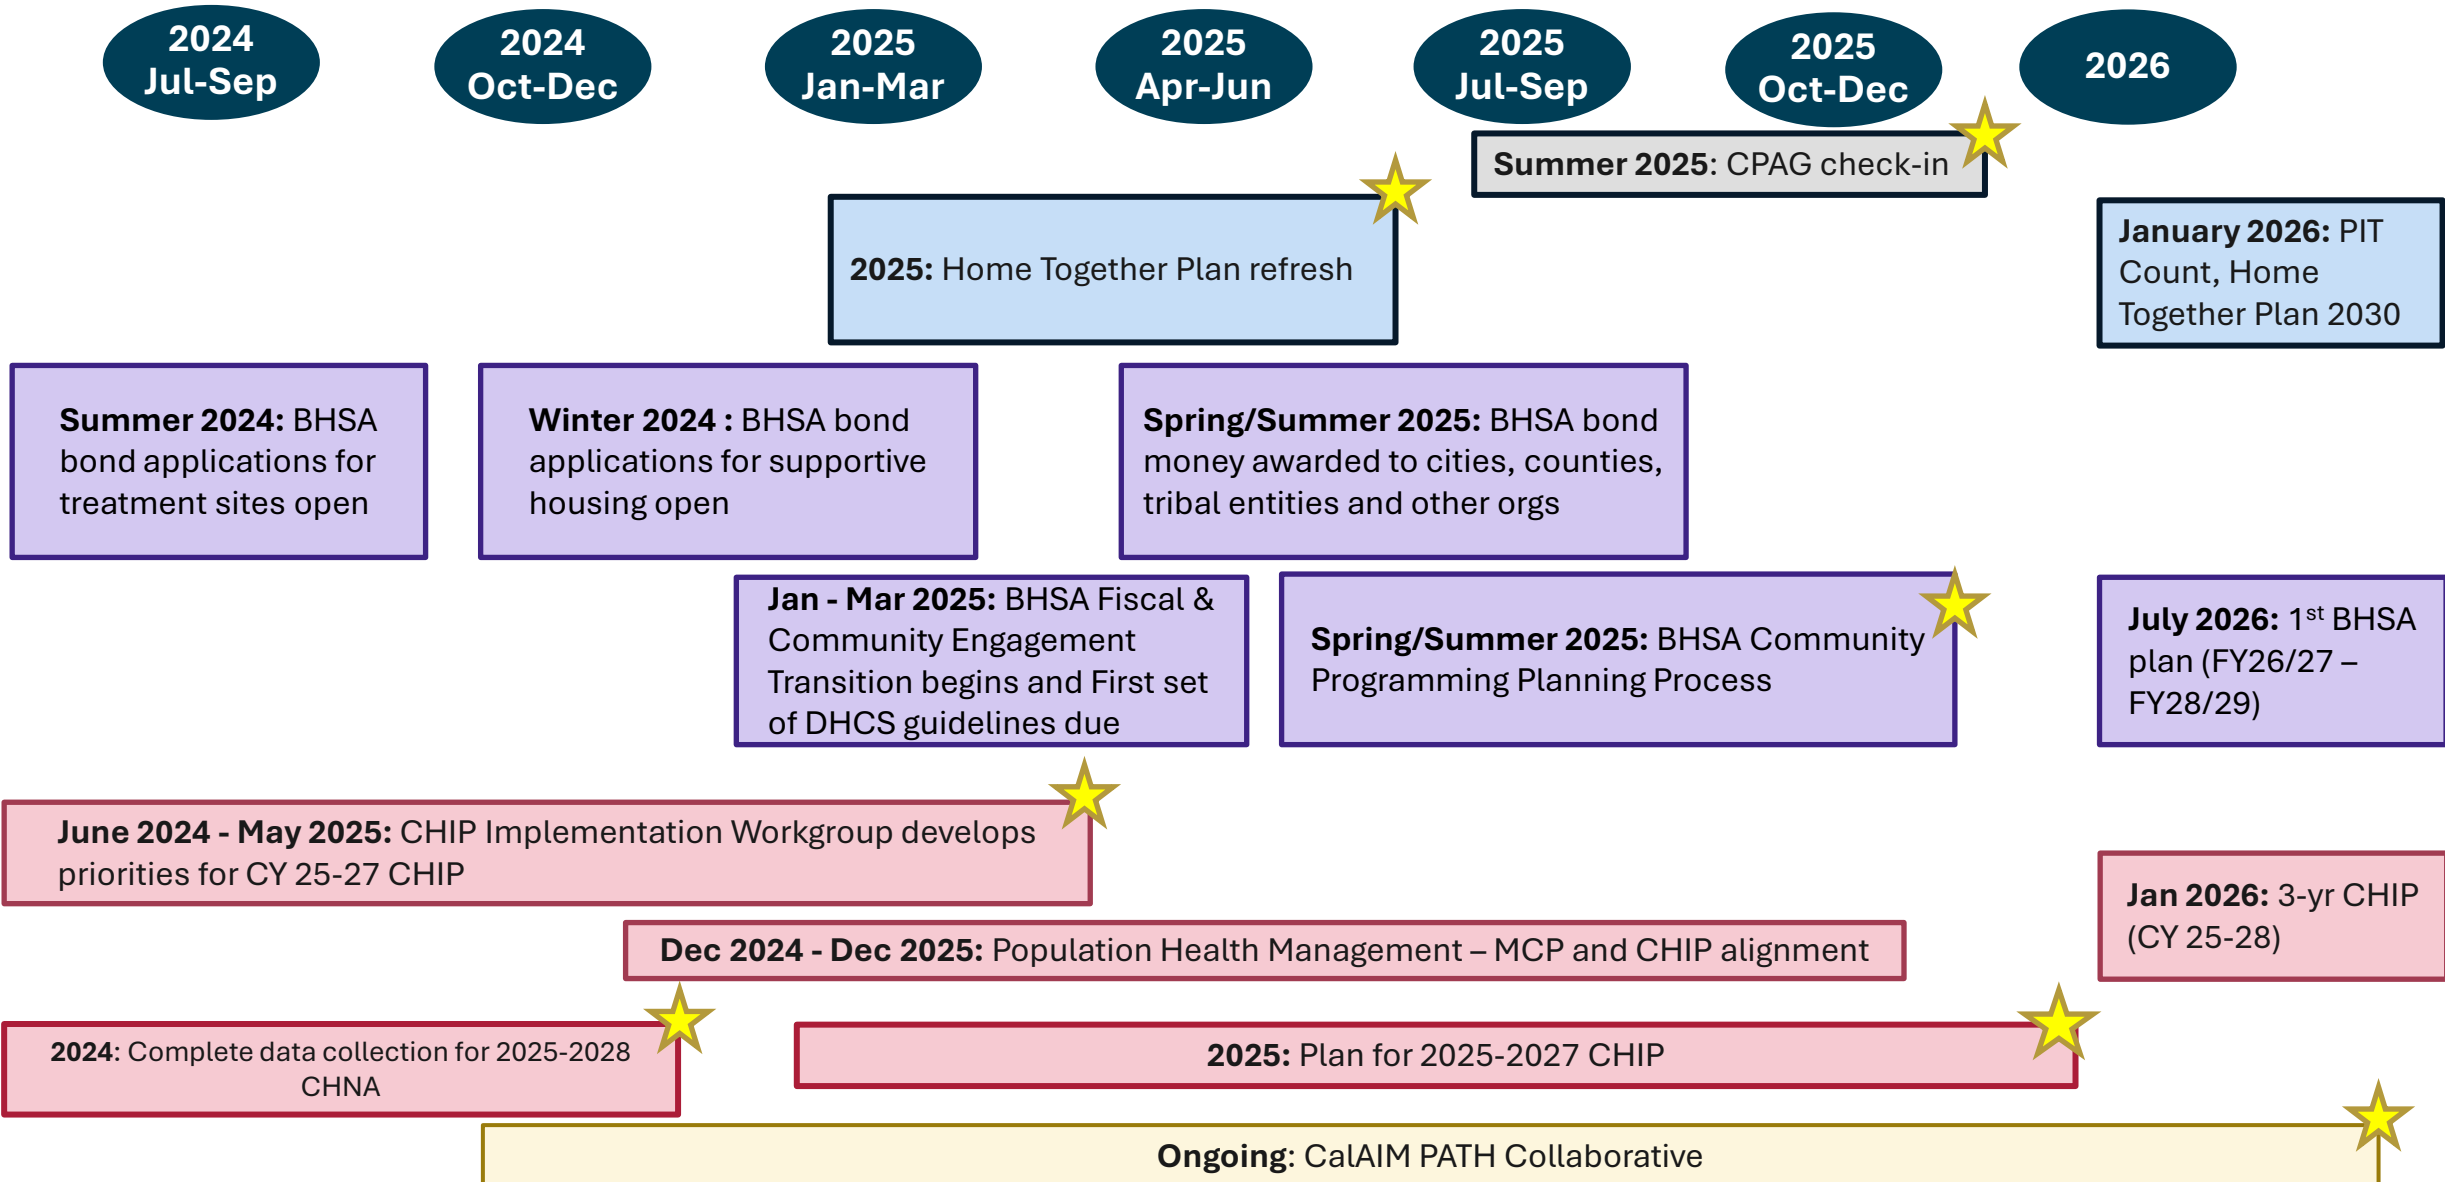 2024
Jul-Sep
2024
Oct-Dec
2025
Jan-Mar
2025
Apr-Jun
2025
Jul-Sep
2025
Oct-Dec
2026
Summer 2025: CPAG check-in
2025: Home Together Plan refresh
January 2026: PIT
Count, Home
Together Plan 2030
Summer 2024: BHSA
bond applications for
treatment sites open
Winter 2024 : BHSA bond
applications for supportive
housing open
Spring/Summer 2025: BHSA bond
money awarded to cities, counties,
tribal entities and other orgs
Jan - Mar 2025: BHSA Fiscal &
Community Engagement
Transition begins and First set
of DHCS guidelines due
Spring/Summer 2025: BHSA Community
Programming Planning Process
July 2026: 1st BHSA
plan (FY26/27 –
FY28/29)
June 2024 - May 2025: CHIP Implementation Workgroup develops
priorities for CY 25-27 CHIP
Jan 2026: 3-yr CHIP
(CY 25-28)
Dec 2024 - Dec 2025: Population Health Management – MCP and CHIP alignment
2024: Complete data collection for 2025-2028
CHNA
2025: Plan for 2025-2027 CHIP
Ongoing: CalAIM PATH Collaborative